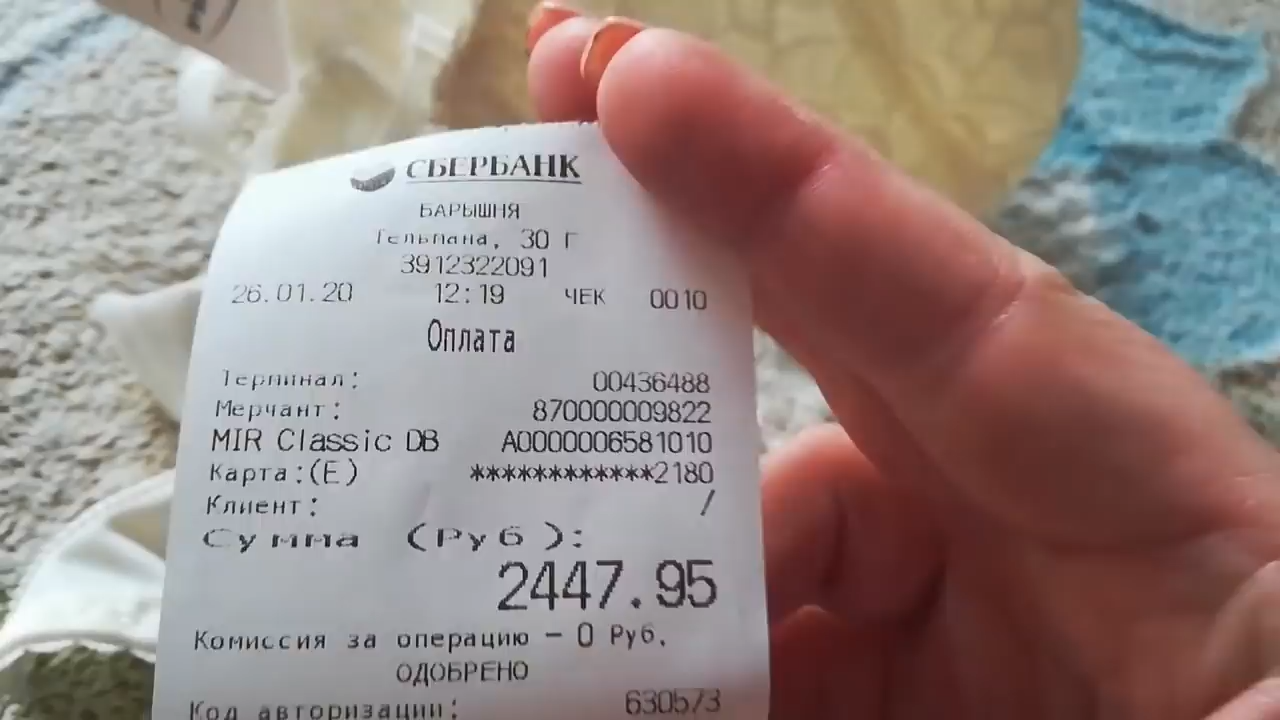 СБЕРБАНК
БАРЫШНЯ
Тельмана, 30 Г
3912322091
26.01.20 12:19 ЧЕК 0010
Оплата
Терминал: 00436488
Мерчант: 870000009822
MIR Classic DB A0000006581010
Карта:(E) ************2180
Клиент: /
Сумма (Руб):
2447.95
Комиссия за операцию – 0 Руб.
ОДОБРЕНО
Код авторизации: 630573